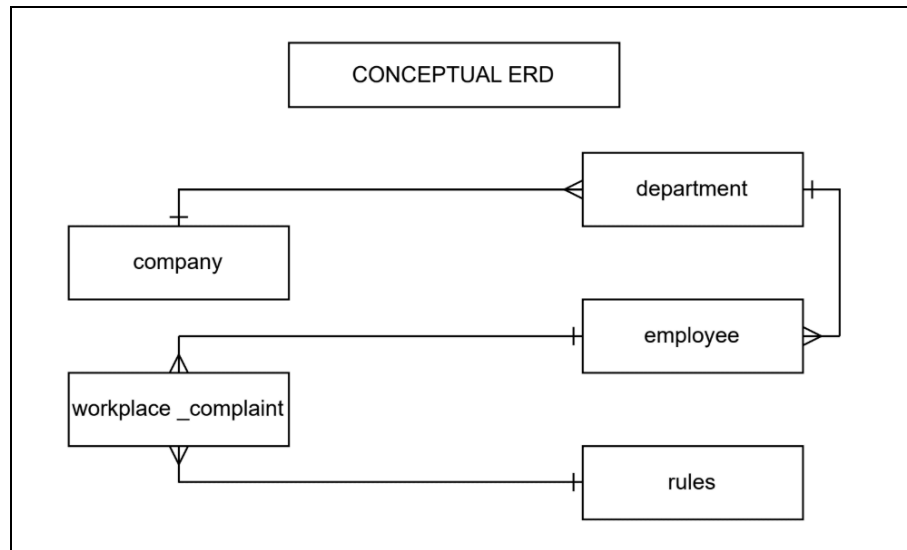 CONCEPTUAL ERD
department
company
employee
workplace _complaint
rules